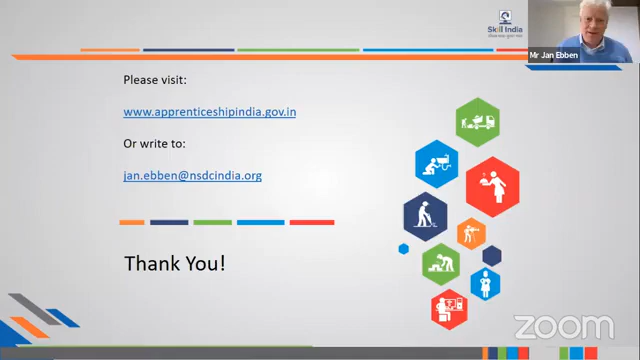 Skill India
Mr Jan Ebben
Please visit:
www.apprenticeshipindia.gov.in
Or write to:
jan.ebben@nsdcindia.org
Thank You!
zoom